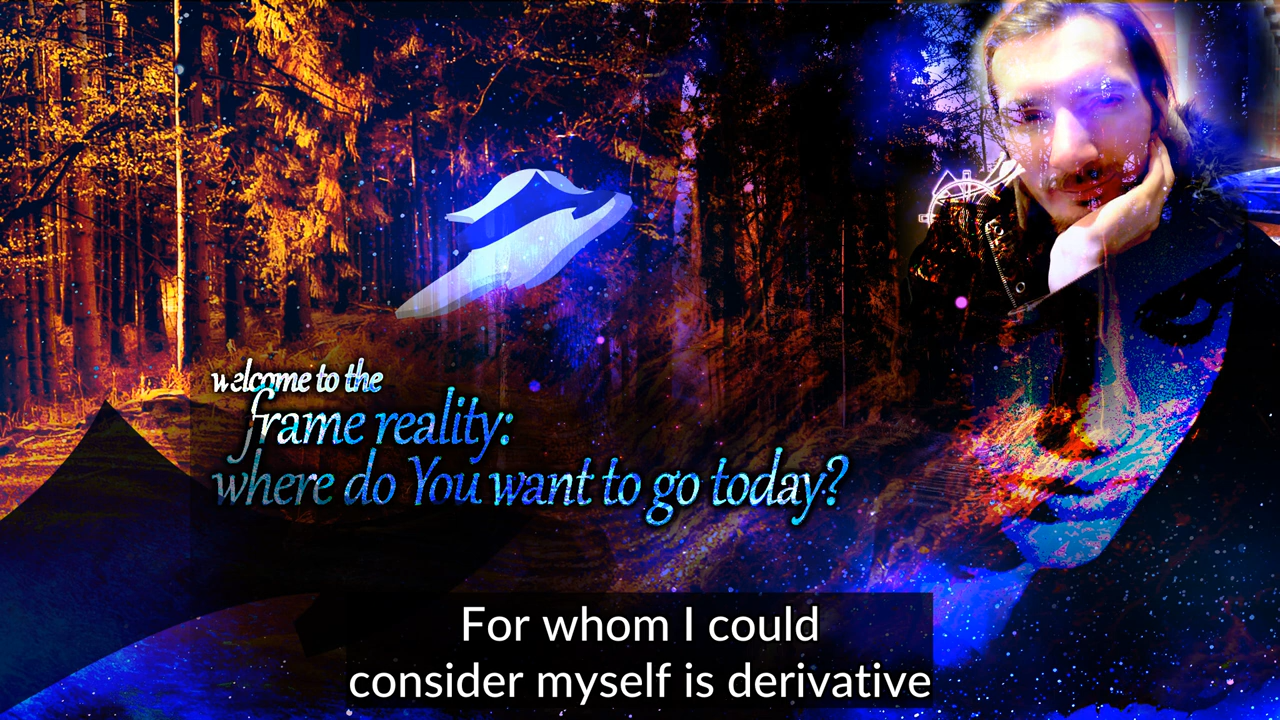 welcome to the
frame reality:
where do You want to go today?
For whom I could
consider myself is derivative